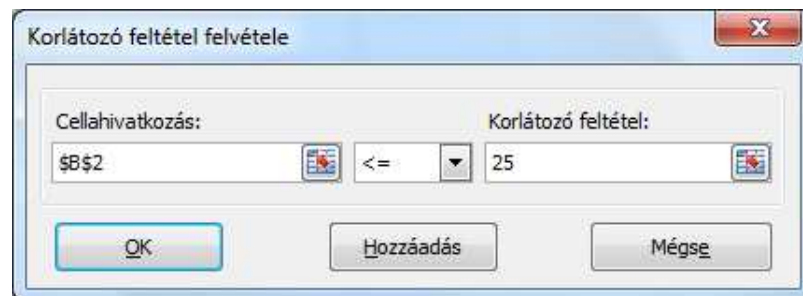 Korlátozó feltétel felvétele
Cellahivatkozás: Korlátozó feltétel:
$B$2 <= 25
OK Hozzáadás Mégse